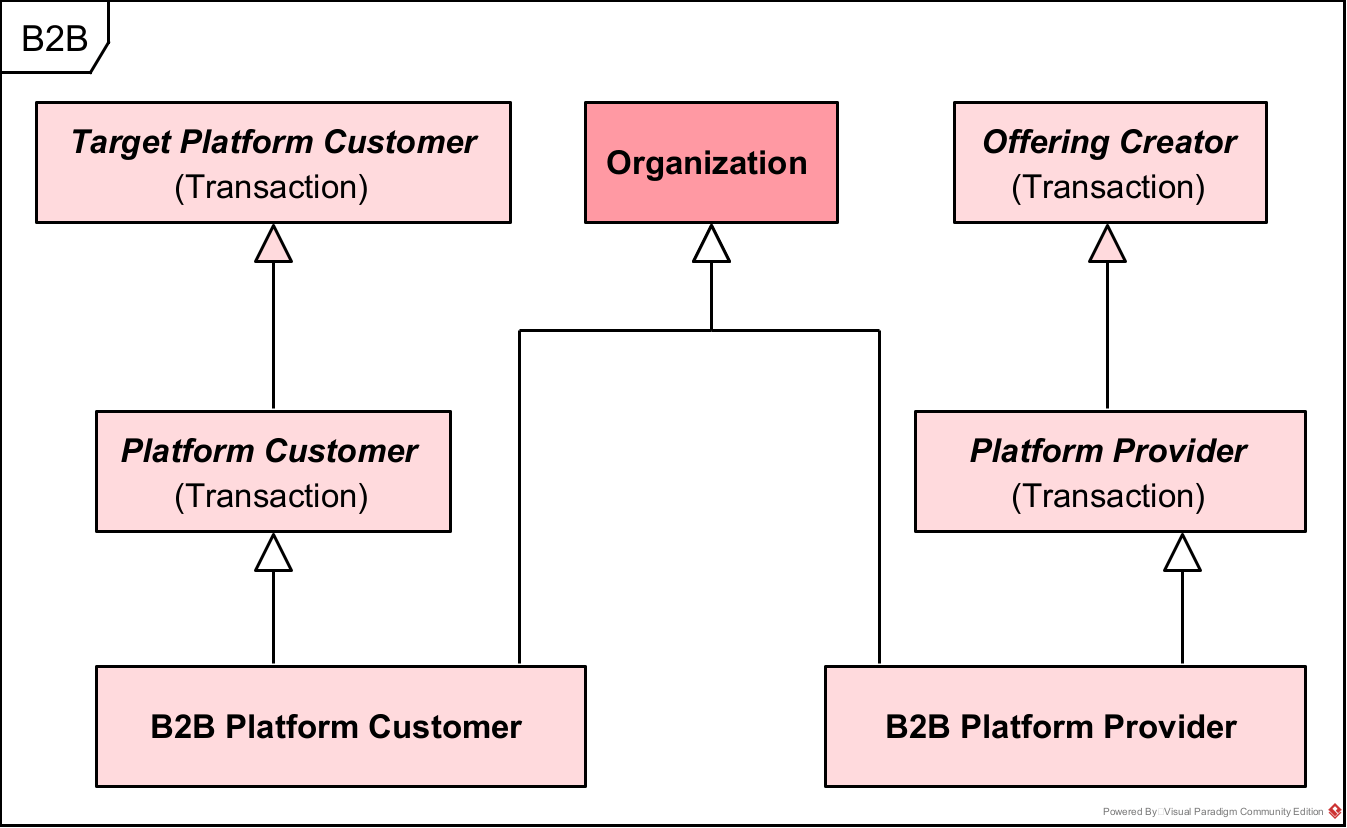 B2B
Target Platform Customer
(Transaction)
Organization
Offering Creator
(Transaction)
Platform Customer
(Transaction)
Platform Provider
(Transaction)
B2B Platform Customer
B2B Platform Provider
Powered By Visual Paradigm Community Edition